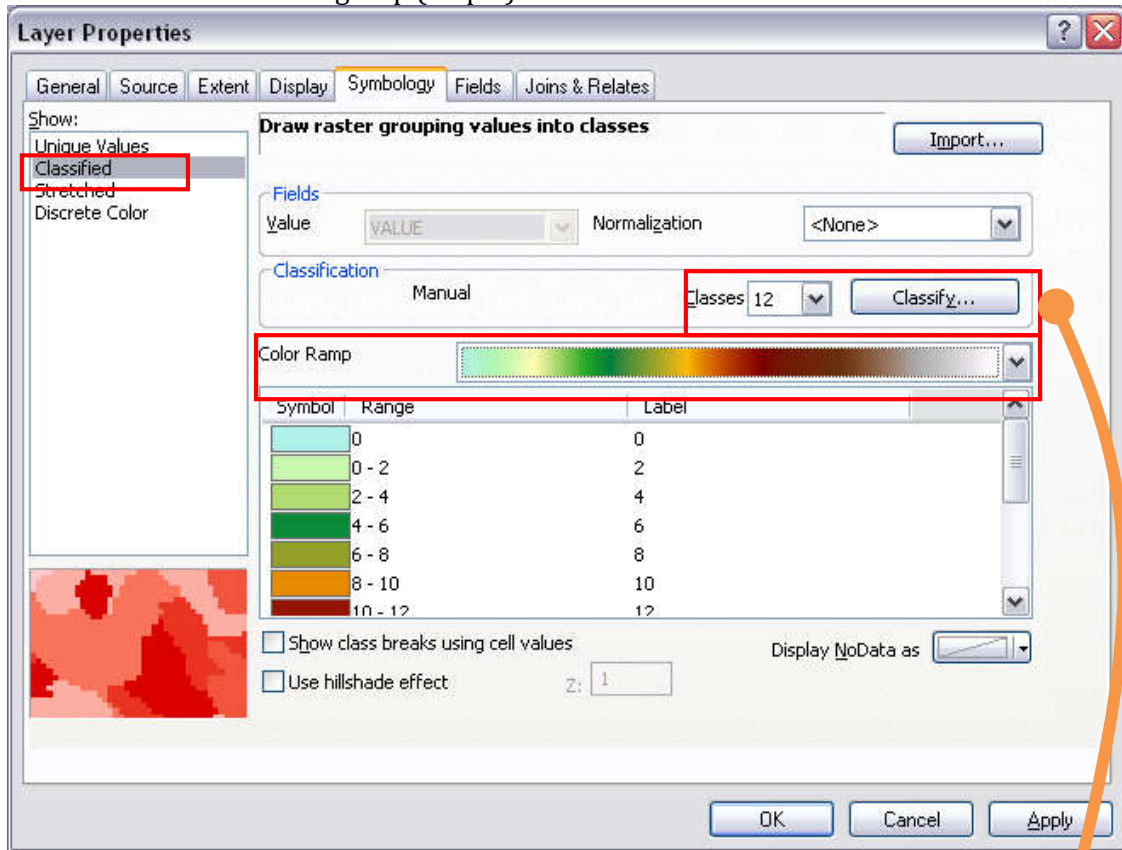 Layer Properties
General Source Extent Display Symbology Fields Joins & Relates
Show:
Unique Values
Classified
Stretched
Discrete Color
Draw raster grouping values into classes
Import...
Fields
Value VALUE Normalization <None>
Classification
Manual Classes 12 Classify...
Color Ramp
Symbol Range Label
0 0
0 - 2 2
2 - 4 4
4 - 6 6
6 - 8 8
8 - 10 10
10 - 12 12
Show class breaks using cell values
Display NoData as
Use hillshade effect Z: 1
OK Cancel Apply